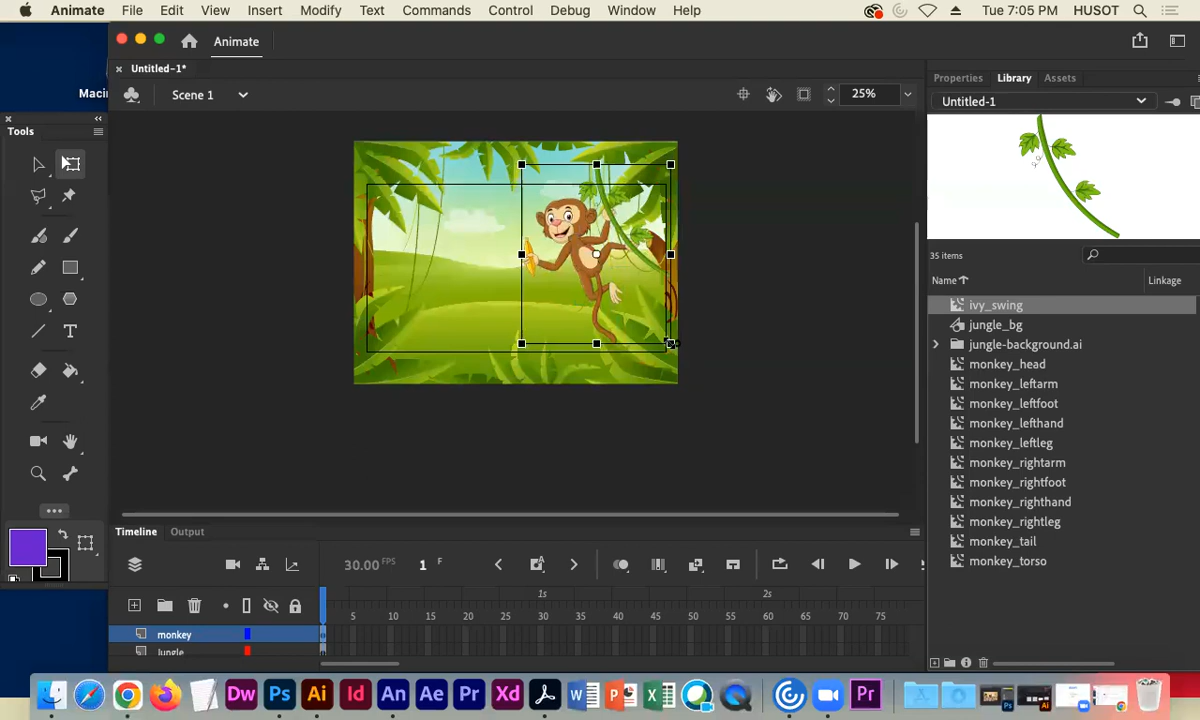 Animate File Edit View Insert Modify Text Commands Control Debug Window Help Tue 7:05 PM HUSOT
Animate
Untitled-1*
Macin
Scene 1 25%
Tools
Properties Library Assets
Untitled-1
35 items
Name Linkage
ivy_swing
jungle_bg
jungle-background.ai
monkey_head
monkey_leftarm
monkey_leftfoot
monkey_lefthand
monkey_leftleg
monkey_rightarm
monkey_rightfoot
monkey_righthand
monkey_rightleg
monkey_tail
monkey_torso
Timeline Output
30.00 FPS 1 F
1s 2s
5 10 15 20 25 30 35 40 45 50 55 60 65 70 75
monkey
jungle
Dw Ps Ai Id An Ae Pr Xd W P X Pr